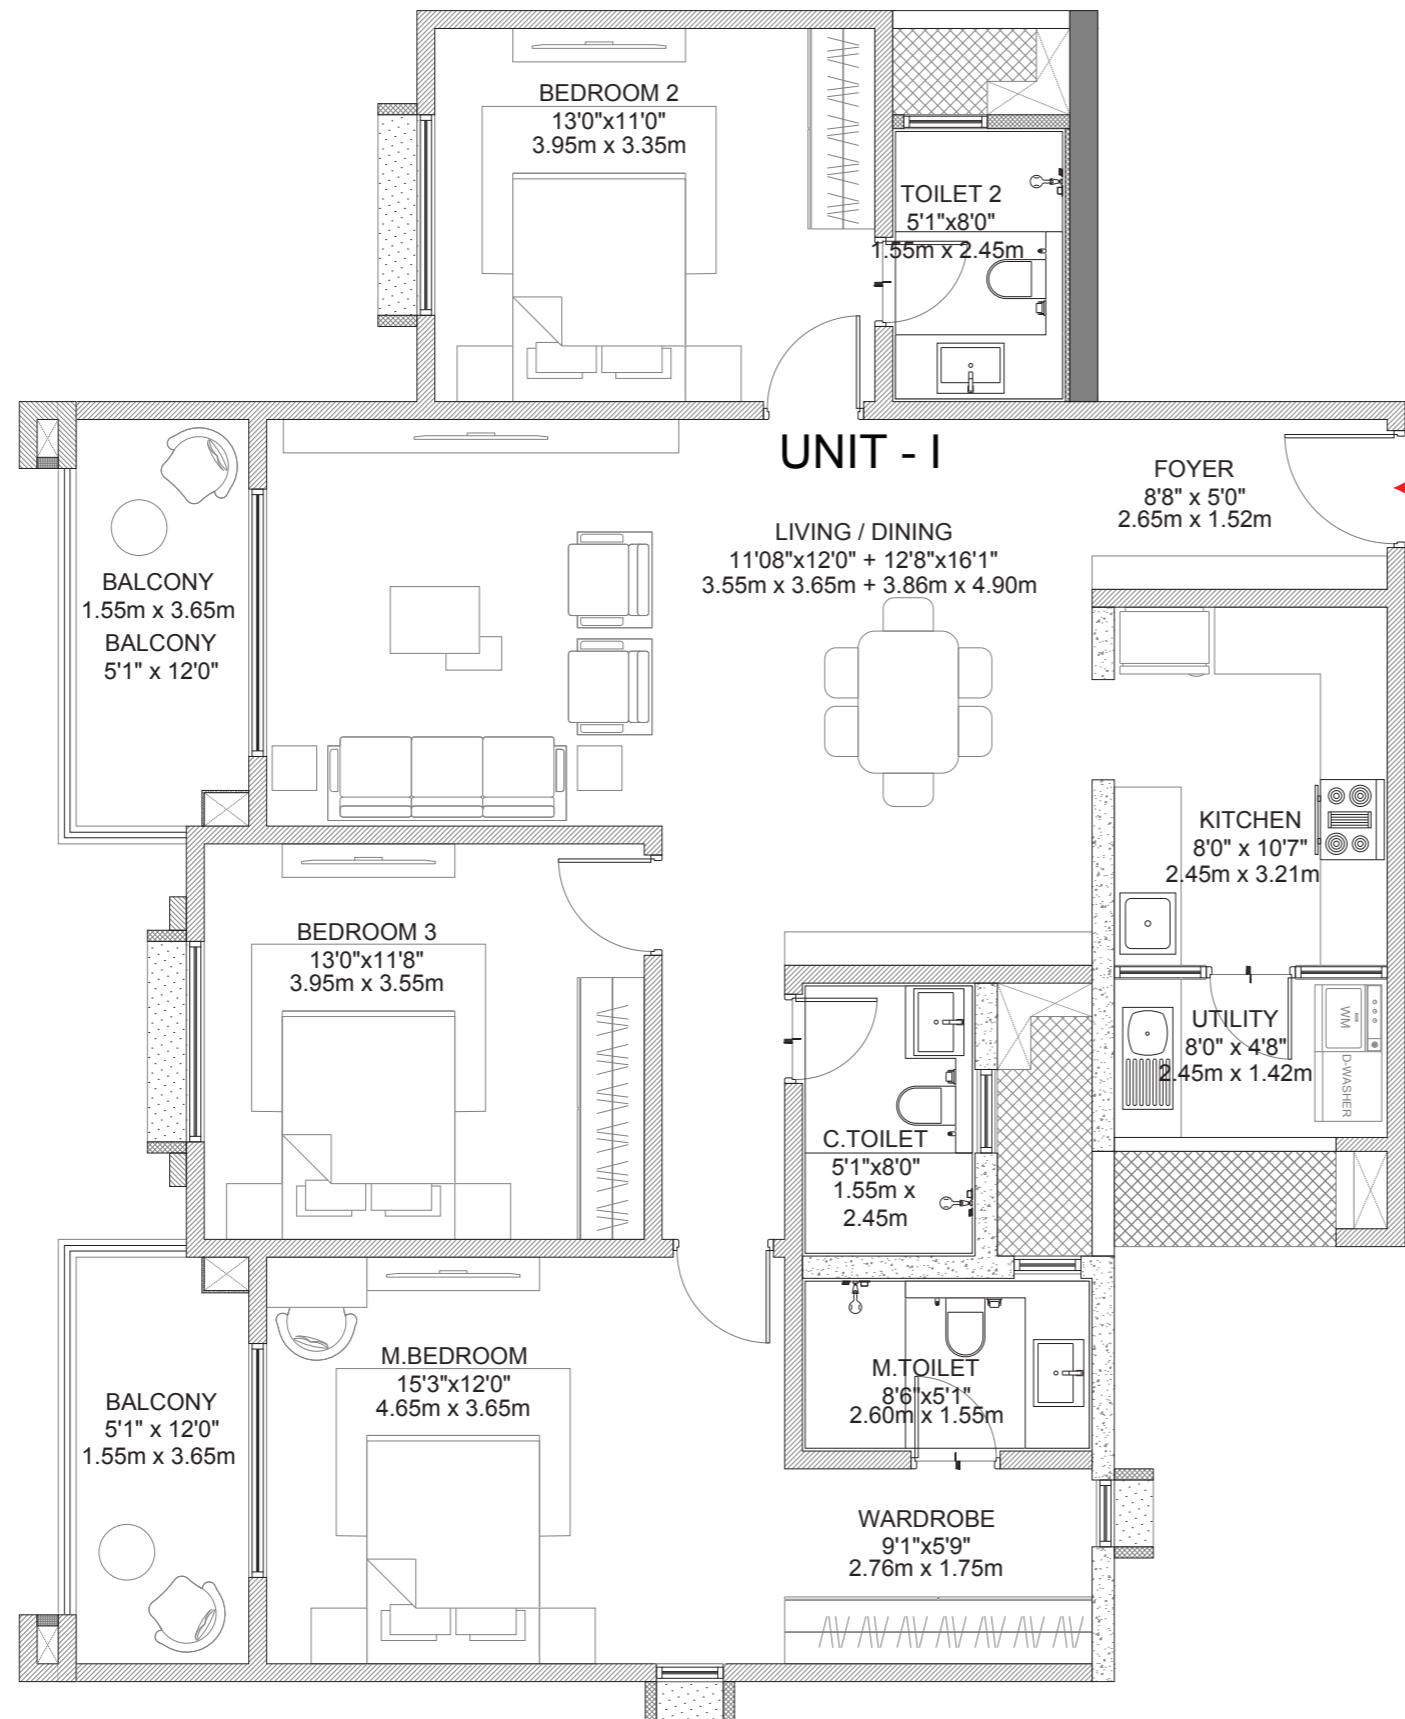 BEDROOM 2
13'0"x11'0"
3.95m x 3.35m
TOILET 2
5'1"x8'0"
1.55m x 2.45m
UNIT - I
FOYER
8'8" x 5'0"
2.65m x 1.52m
LIVING / DINING
11'08"x12'0" + 12'8"x16'1"
3.55m x 3.65m + 3.86m x 4.90m
BALCONY
1.55m x 3.65m
BALCONY
5'1" x 12'0"
KITCHEN
8'0" x 10'7"
2.45m x 3.21m
BEDROOM 3
13'0"x11'8"
3.95m x 3.55m
UTILITY
8'0" x 4'8"
2.45m x 1.42m
WM
D-WASHER
C.TOILET
5'1"x8'0"
1.55m x
2.45m
M.BEDROOM
15'3"x12'0"
4.65m x 3.65m
M.TOILET
8'6"x5'1"
2.60m x 1.55m
BALCONY
5'1" x 12'0"
1.55m x 3.65m
WARDROBE
9'1"x5'9"
2.76m x 1.75m